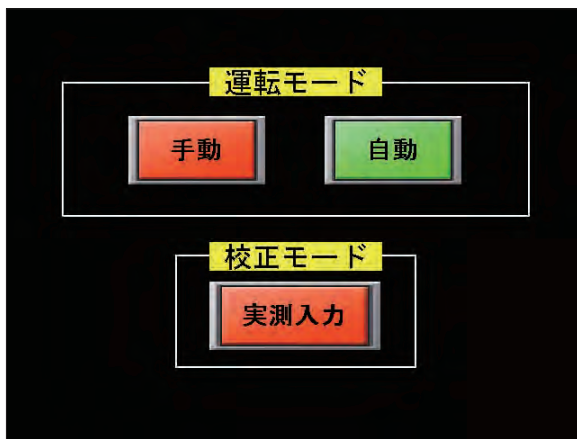 運転モード
手動 自動
校正モード
実測入力